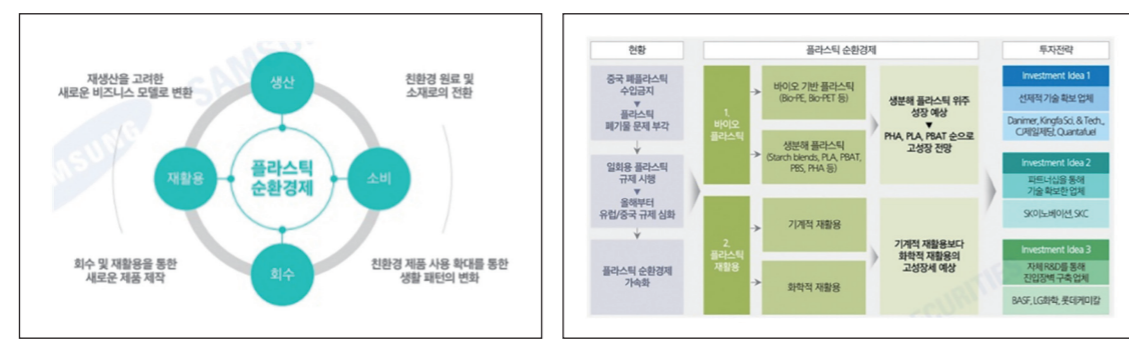 재생산을 고려한
새로운 비즈니스 모델로 변환
생산
친환경 원료 및
소재로의 전환
재활용
플라스틱
순환경제
소비
회수 및 재활용을 통한
새로운 제품 제작
회수
친환경 제품 사용 확대를 통한
생활 패턴의 변화
SAMSUNG
현황
플라스틱 순환경제
투자전략
중국 폐플라스틱
수입금지
▼
플라스틱
폐기물 문제 부각
일회용 플라스틱
규제 시행
▼
올해부터
유럽/중국 규제 심화
플라스틱 순환경제
가속화
1.
바이오
플라스틱
바이오 기반 플라스틱
(Bio-PE, Bio-PET 등)
생분해 플라스틱
(Starch blends, PLA, PBAT,
PBS, PHA 등)
생분해 플라스틱 위주
성장 예상
▼
PHA, PLA, PBAT 순으로
고성장 전망
2.
플라스틱
재활용
기계적 재활용
화학적 재활용
기계적 재활용보다
화학적 재활용의
고성장세 예상
Investment Idea 1
선제적 기술 확보 업체
Danimer, Kingfa Sci. & Tech.,
CJ제일제당, Quantafuel
Investment Idea 2
파트너십을 통해
기술 확보한 업체
SK이노베이션, SKC
Investment Idea 3
자체 R&D를 통해
진입장벽 구축 업체
BASF, LG화학, 롯데케미칼
SECURITIES